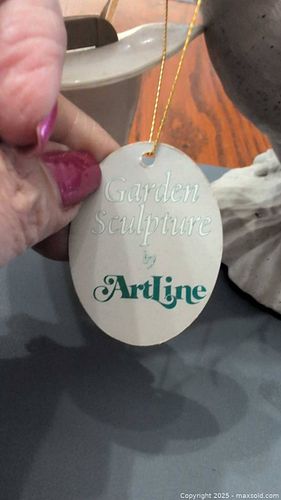 Garden
Sculpture
by
ArtLine
Copyright 2025 - maxsold.com